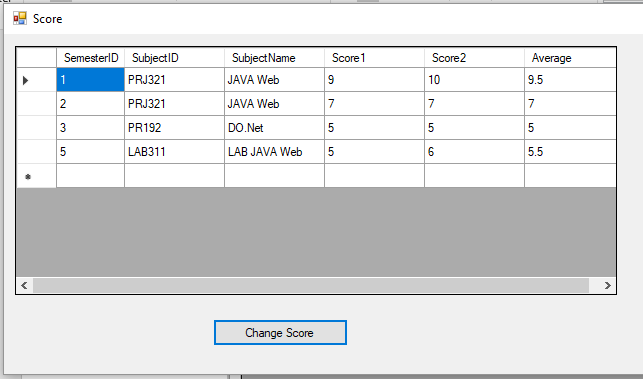 Score
SemesterID SubjectID SubjectName Score1 Score2 Average
1 PRJ321 JAVA Web 9 10 9.5
2 PRJ321 JAVA Web 7 7 7
3 PR192 DO.Net 5 5 5
5 LAB311 LAB JAVA Web 5 6 5.5
Change Score